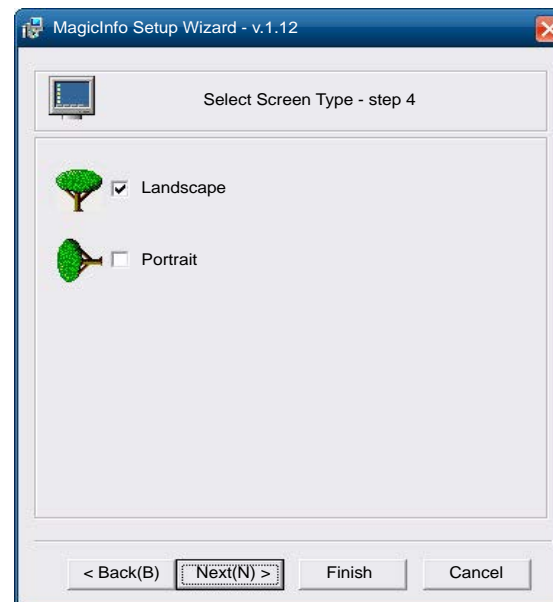 MagicInfo Setup Wizard - v.1.12
Select Screen Type - step 4
Landscape
Portrait
< Back(B) Next(N) > Finish Cancel